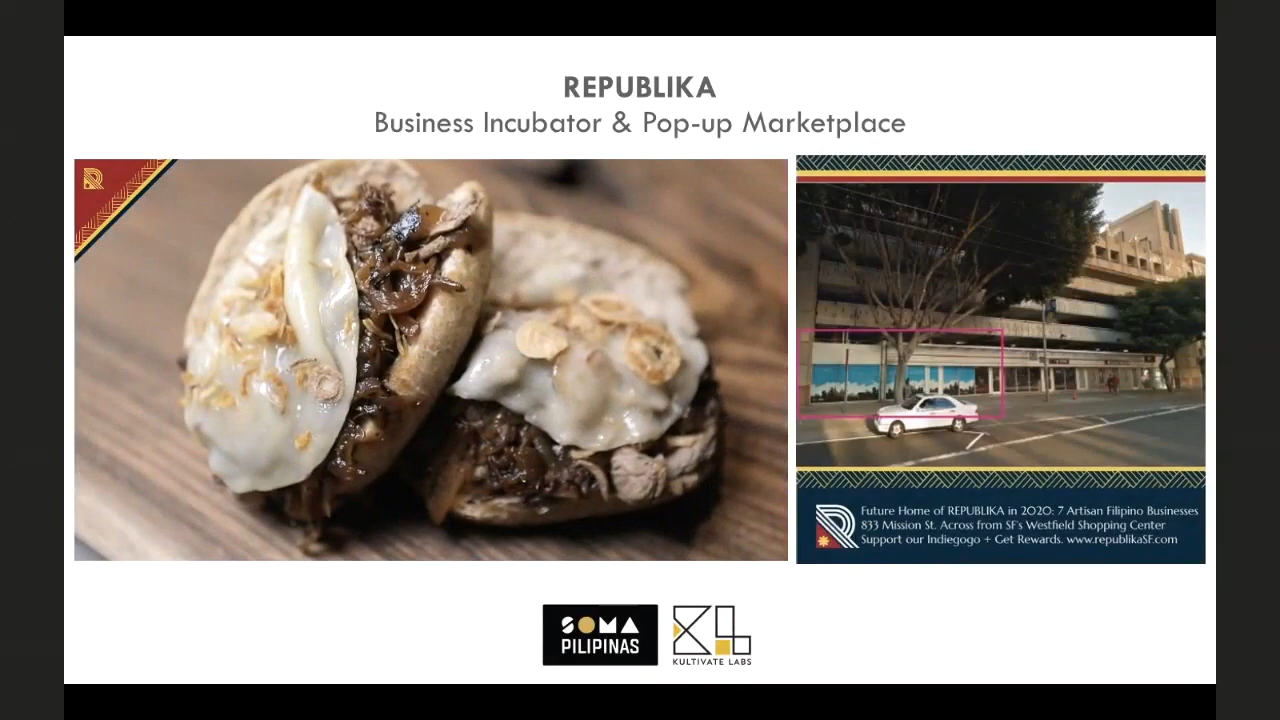 REPUBLIKA
Business Incubator & Pop-up Marketplace
Future Home of REPUBLIKA in 2020: 7 Artisan Filipino Businesses
833 Mission St. Across from SF's Westfield Shopping Center
Support our Indiegogo + Get Rewards. www.republikaSF.com
SOMA
PILIPINAS
KL
KULTIVATE LABS